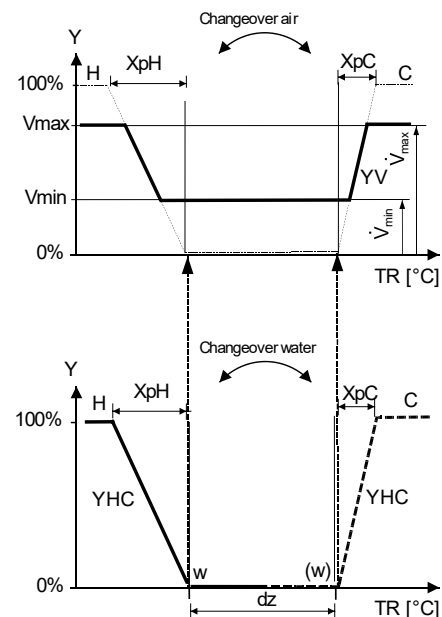 Changeover air
Y
H XpH XpC C
100%
Vmax
Vmin
0%
YV
V̇min
V̇max
TR [°C]
Changeover water
Y
H XpH XpC C
100%
YHC YHC
0%
w (w)
dz
TR [°C]